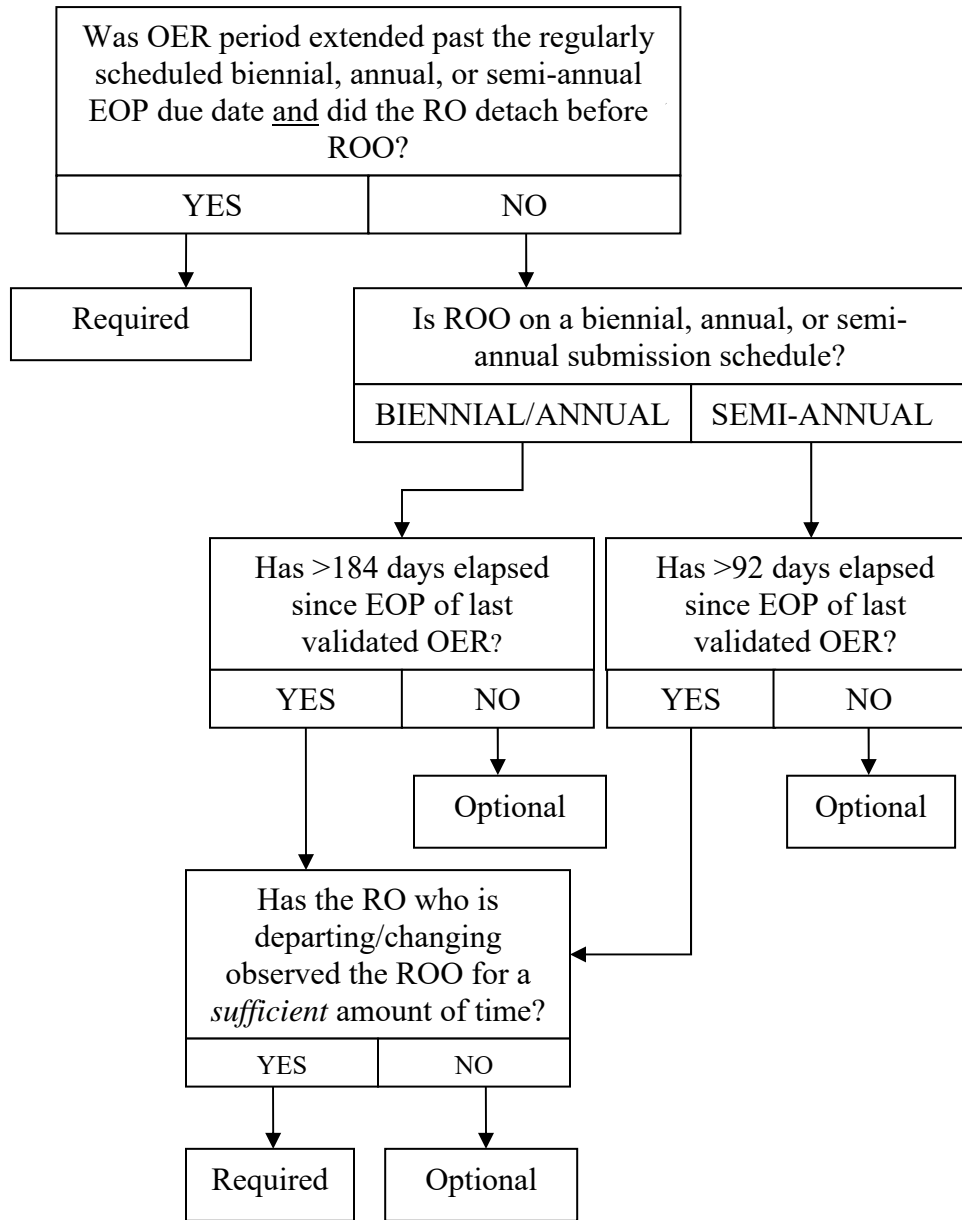 Was OER period extended past the regularly
scheduled biennial, annual, or semi-annual
EOP due date and did the RO detach before
ROO?
YES
NO
Required
Is ROO on a biennial, annual, or semi-
annual submission schedule?
BIENNIAL/ANNUAL
SEMI-ANNUAL
Has >184 days elapsed
since EOP of last
validated OER?
YES
NO
Has >92 days elapsed
since EOP of last
validated OER?
YES
NO
Optional
Optional
Has the RO who is
departing/changing
observed the ROO for a
sufficient amount of time?
YES
NO
Required
Optional